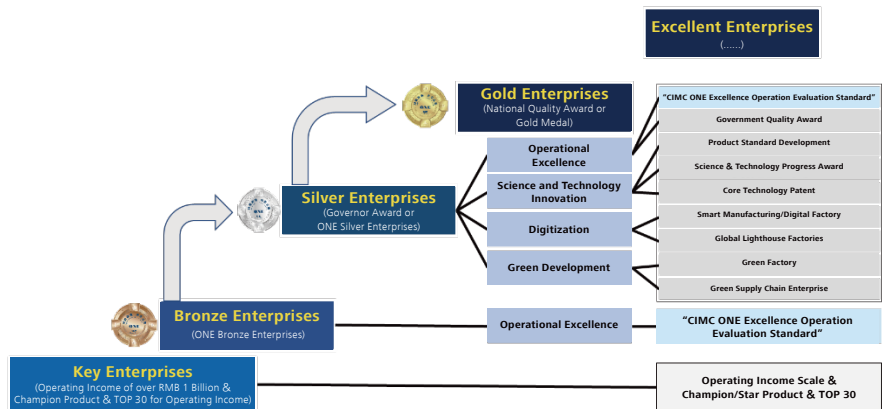 Excellent Enterprises
(......)
Gold Enterprises
(National Quality Award or
Gold Medal)
"CIMC ONE Excellence Operation Evaluation Standard"
Government Quality Award
Product Standard Development
Science & Technology Progress Award
Core Technology Patent
Smart Manufacturing/Digital Factory
Global Lighthouse Factories
Green Factory
Green Supply Chain Enterprise
Operational
Excellence
Science and Technology
Innovation
Digitization
Green Development
Silver Enterprises
(Governor Award or
ONE Silver Enterprises)
Bronze Enterprises
(ONE Bronze Enterprises)
Operational Excellence
"CIMC ONE Excellence Operation
Evaluation Standard"
Key Enterprises
(Operating Income of over RMB 1 Billion &
Champion Product & TOP 30 for Operating Income)
Operating Income Scale &
Champion/Star Product & TOP 30